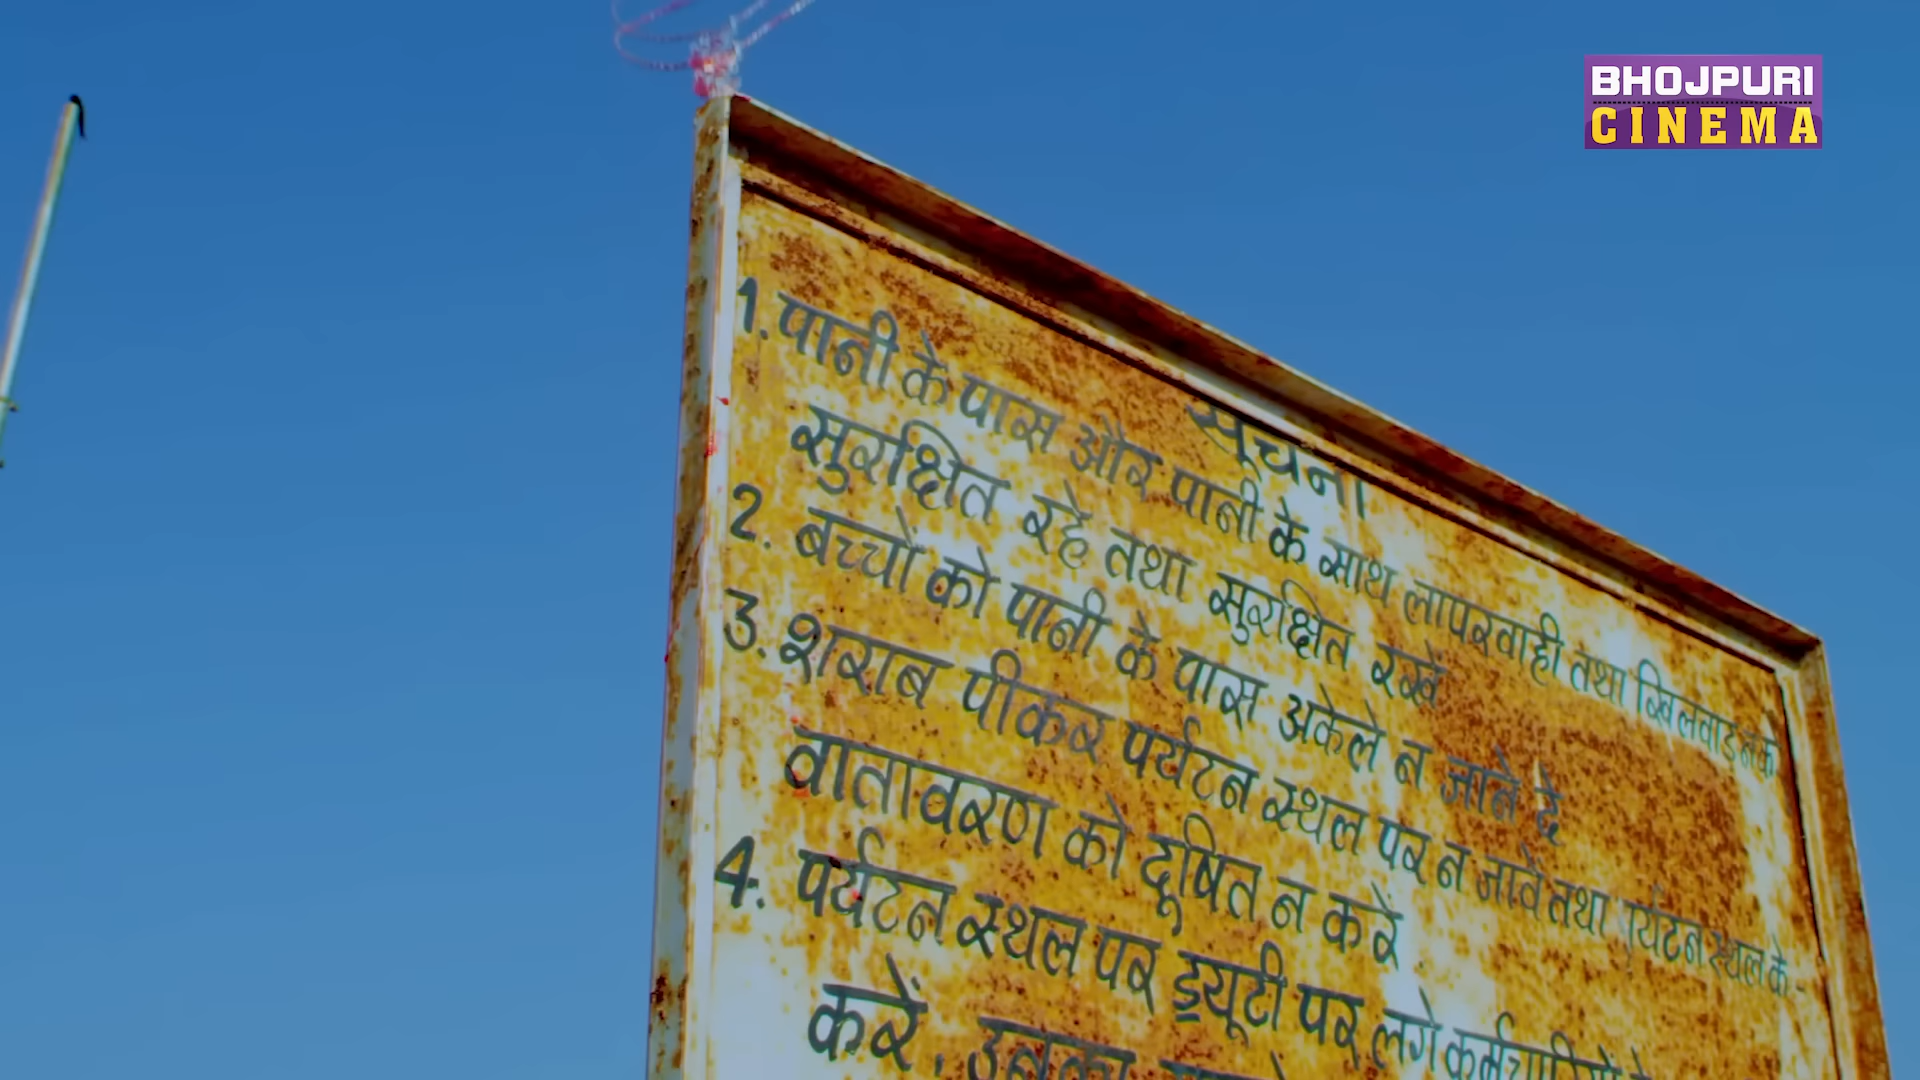 BHOJPURI
CINEMA
सूचना
1. पानी के पास और पानी के साथ लापरवाही तथा खिलवाड़ न करे
सुरक्षित रहे तथा सुरक्षित रखें
2. बच्चों को पानी के पास अकेले न जाने दे
3. शराब पीकर पर्यटन स्थल पर न जावें तथा पर्यटन स्थल के -
वातावरण को दूषित न करें
4. पर्यटन स्थल पर ड्यूटी पर लगे कर्मचारियों
करें, उनका